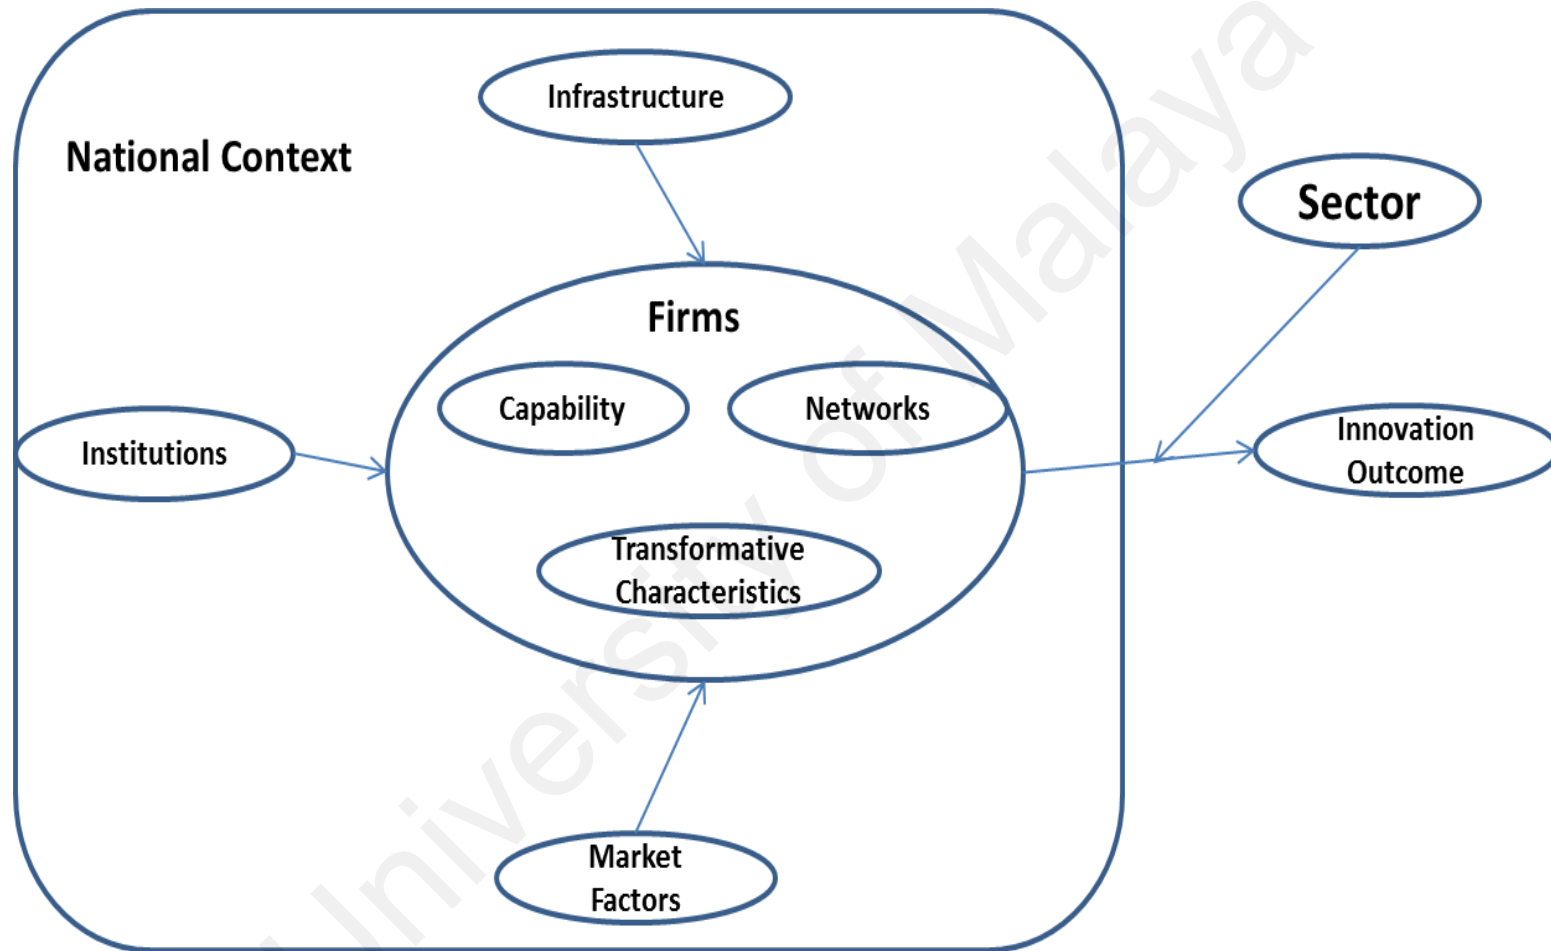 Infrastructure
National Context
Sector
Firms
Capability
Networks
Institutions
Innovation
Outcome
Transformative
Characteristics
Market
Factors
University of Malaya